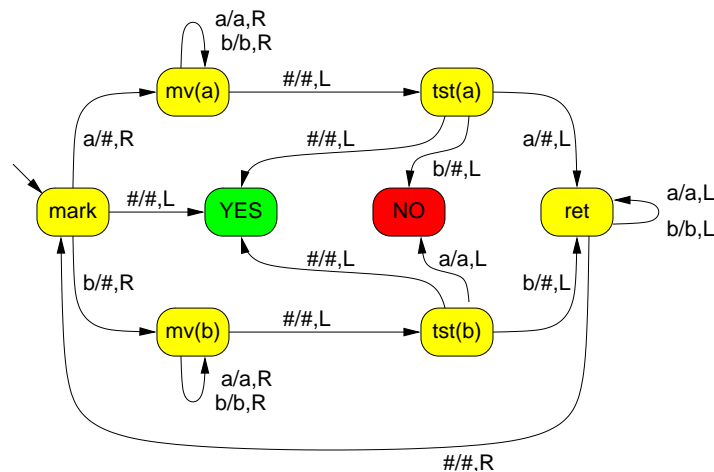 a/a,R
b/b,R
mv(a)
#/#,L
tst(a)
a/#,R
#/#,L
b/#,L
a/#,L
mark
#/#,L
YES
NO
ret
a/a,L
b/b,L
b/#,R
#/#,L
a/a,L
b/#,L
mv(b)
#/#,L
tst(b)
a/a,R
b/b,R
#/#,R